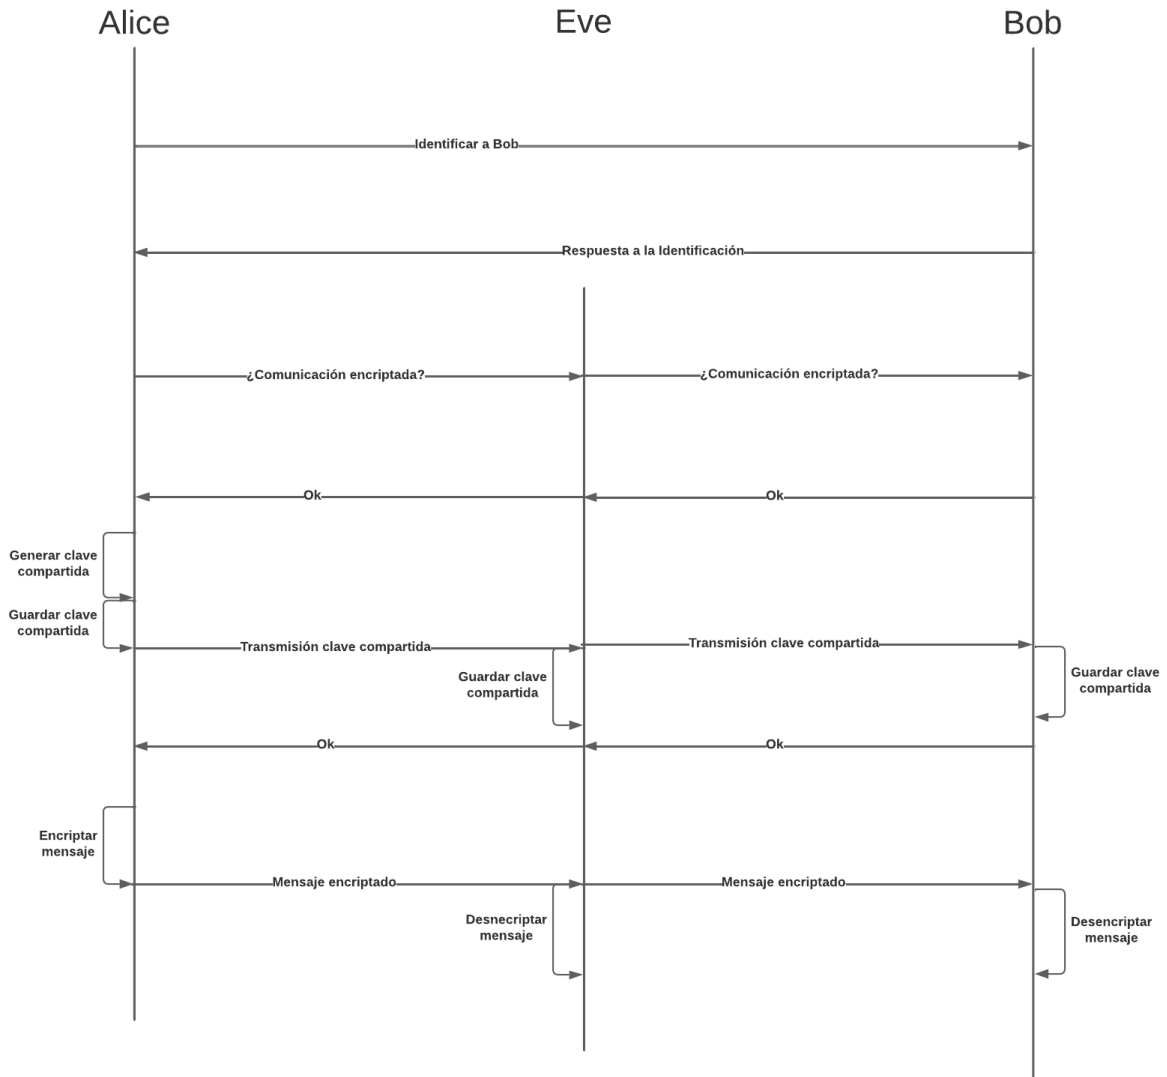 Alice
Eve
Bob
Identificar a Bob
Respuesta a la Identificación
¿Comunicación encriptada?
¿Comunicación encriptada?
Ok
Ok
Generar clave
compartida
Guardar clave
compartida
Transmisión clave compartida
Transmisión clave compartida
Guardar clave
compartida
Guardar clave
compartida
Ok
Ok
Encriptar
mensaje
Mensaje encriptado
Mensaje encriptado
Desnecriptar
mensaje
Desencriptar
mensaje